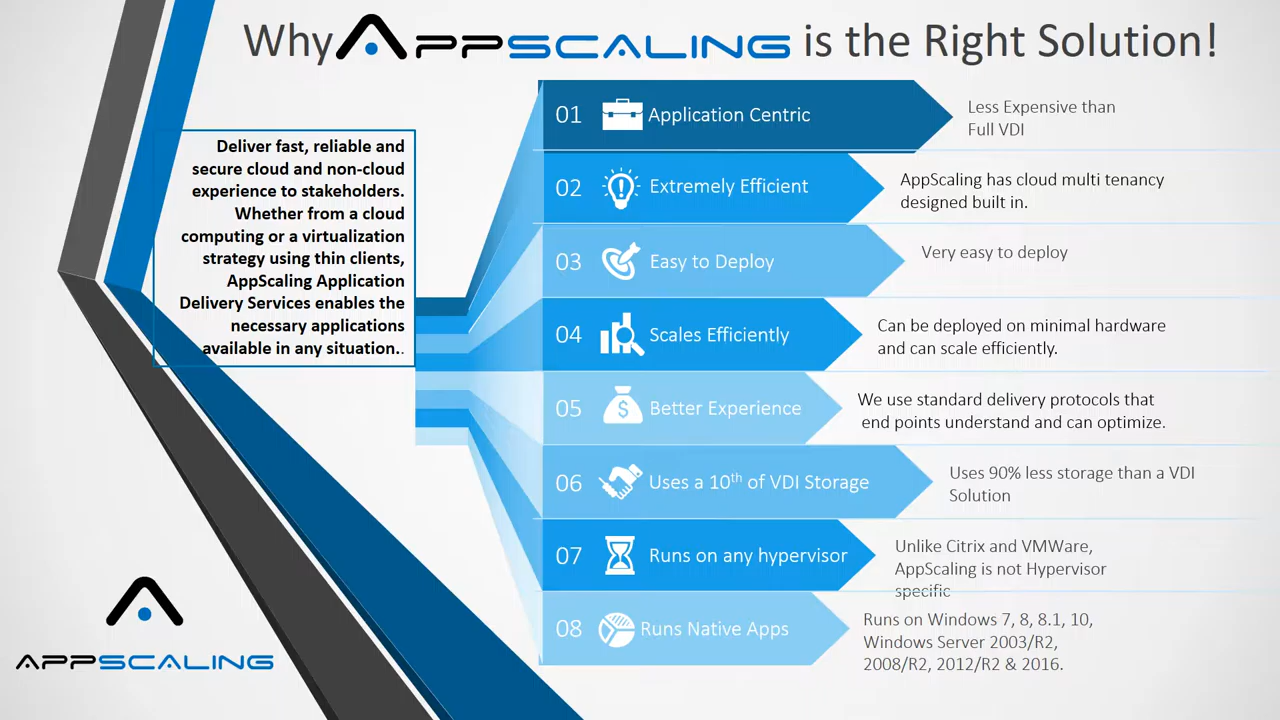 Why APPSCALING is the Right Solution!
Deliver fast, reliable and
secure cloud and non-cloud
experience to stakeholders.
Whether from a cloud
computing or a virtualization
strategy using thin clients,
AppScaling Application
Delivery Services enables the
necessary applications
available in any situation..
01 Application Centric
Less Expensive than
Full VDI
02 Extremely Efficient
AppScaling has cloud multi tenancy
designed built in.
03 Easy to Deploy
Very easy to deploy
04 Scales Efficiently
Can be deployed on minimal hardware
and can scale efficiently.
05 Better Experience
We use standard delivery protocols that
end points understand and can optimize.
06 Uses a 10th of VDI Storage
Uses 90% less storage than a VDI
Solution
07 Runs on any hypervisor
Unlike Citrix and VMWare,
AppScaling is not Hypervisor
specific
08 Runs Native Apps
Runs on Windows 7, 8, 8.1, 10,
Windows Server 2003/R2,
2008/R2, 2012/R2 & 2016.
APPSCALING